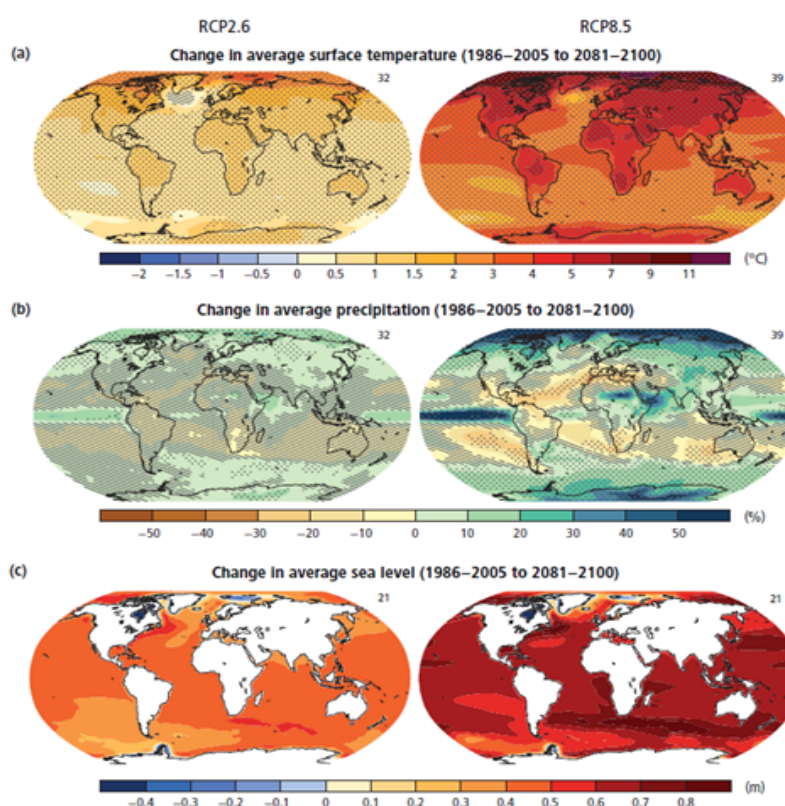 RCP2.6 RCP8.5
(a) Change in average surface temperature (1986−2005 to 2081−2100)
32 39
−2 −1.5 −1 −0.5 0 0.5 1 1.5 2 3 4 5 7 9 11 (°C)
(b) Change in average precipitation (1986−2005 to 2081−2100)
32 39
−50 −40 −30 −20 −10 0 10 20 30 40 50 (%)
(c) Change in average sea level (1986−2005 to 2081−2100)
21 21
−0.4 −0.3 −0.2 −0.1 0 0.1 0.2 0.3 0.4 0.5 0.6 0.7 0.8 (m)